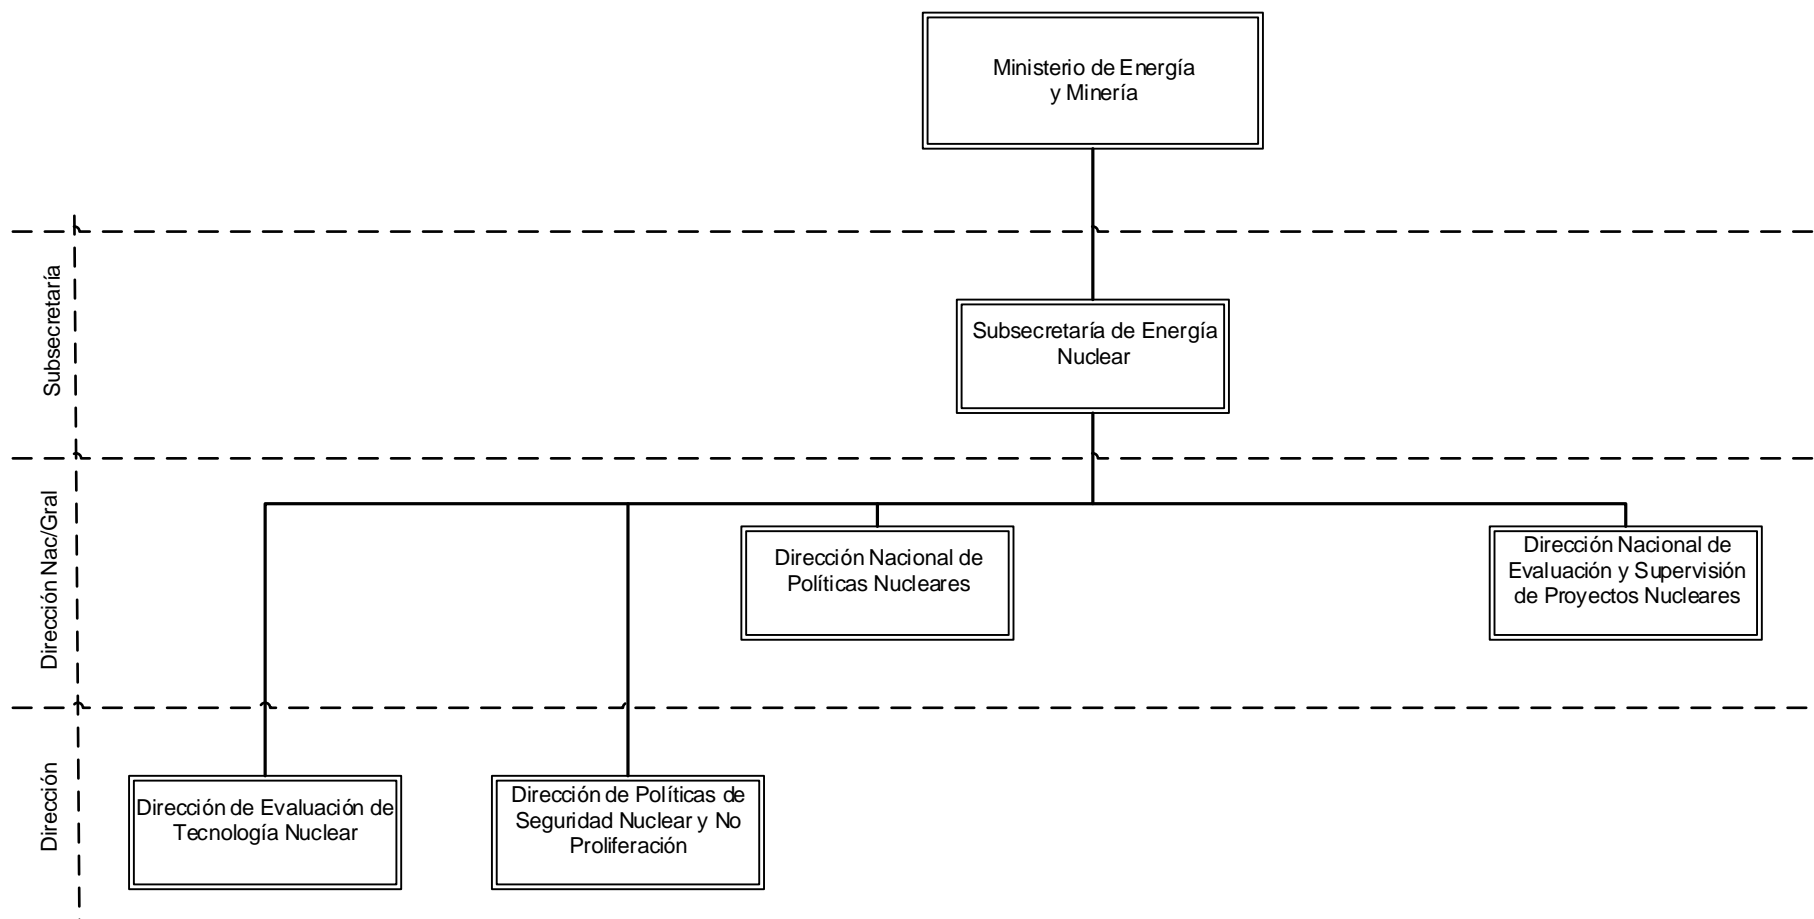 Ministerio de Energía
y Minería
Subsecretaría
Subsecretaría de Energía
Nuclear
Dirección Nac/Gral
Dirección Nacional de
Políticas Nucleares
Dirección Nacional de
Evaluación y Supervisión
de Proyectos Nucleares
Dirección
Dirección de Evaluación de
Tecnología Nuclear
Dirección de Políticas de
Seguridad Nuclear y No
Proliferación